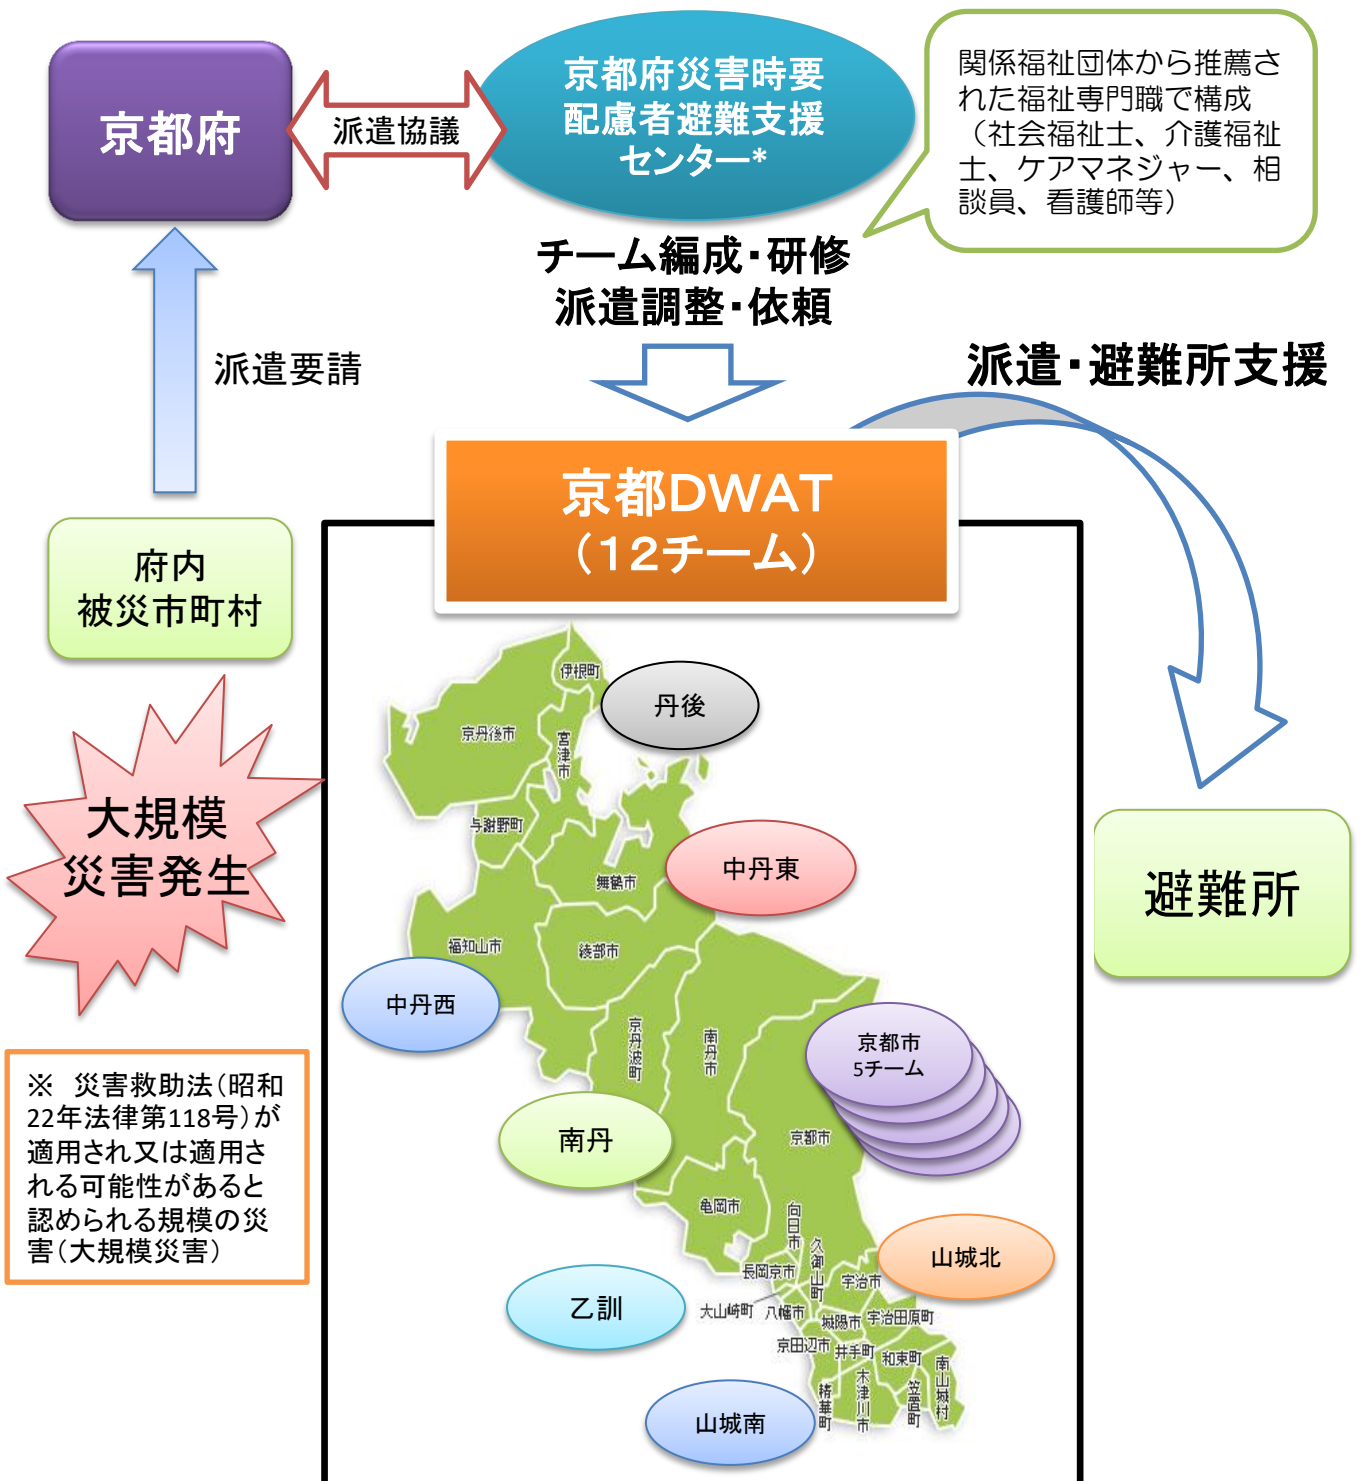 京都府
派遣協議
京都府災害時要
配慮者避難支援
センター*
関係福祉団体から推薦さ
れた福祉専門職で構成
（社会福祉士、介護福祉
士、ケアマネジャー、相
談員、看護師等）
チーム編成・研修
派遣調整・依頼
派遣要請
派遣・避難所支援
京都DWAT
（12チーム）
府内
被災市町村
大規模
災害発生
※　災害救助法（昭和
22年法律第118号）が
適用され又は適用さ
れる可能性があると
認められる規模の災
害（大規模災害）
伊根町
丹後
京丹後市
宮津市
与謝野町
中丹東
舞鶴市
福知山市
綾部市
中丹西
京丹波町
南丹市
京都市
5チーム
南丹
京都市
亀岡市
向日市
久御山町
山城北
長岡京市
宇治市
乙訓
大山崎町
八幡市
城陽市
宇治田原町
京田辺市
井手町
和束町
南山城村
精華町
木津川市
笠置町
山城南
避難所